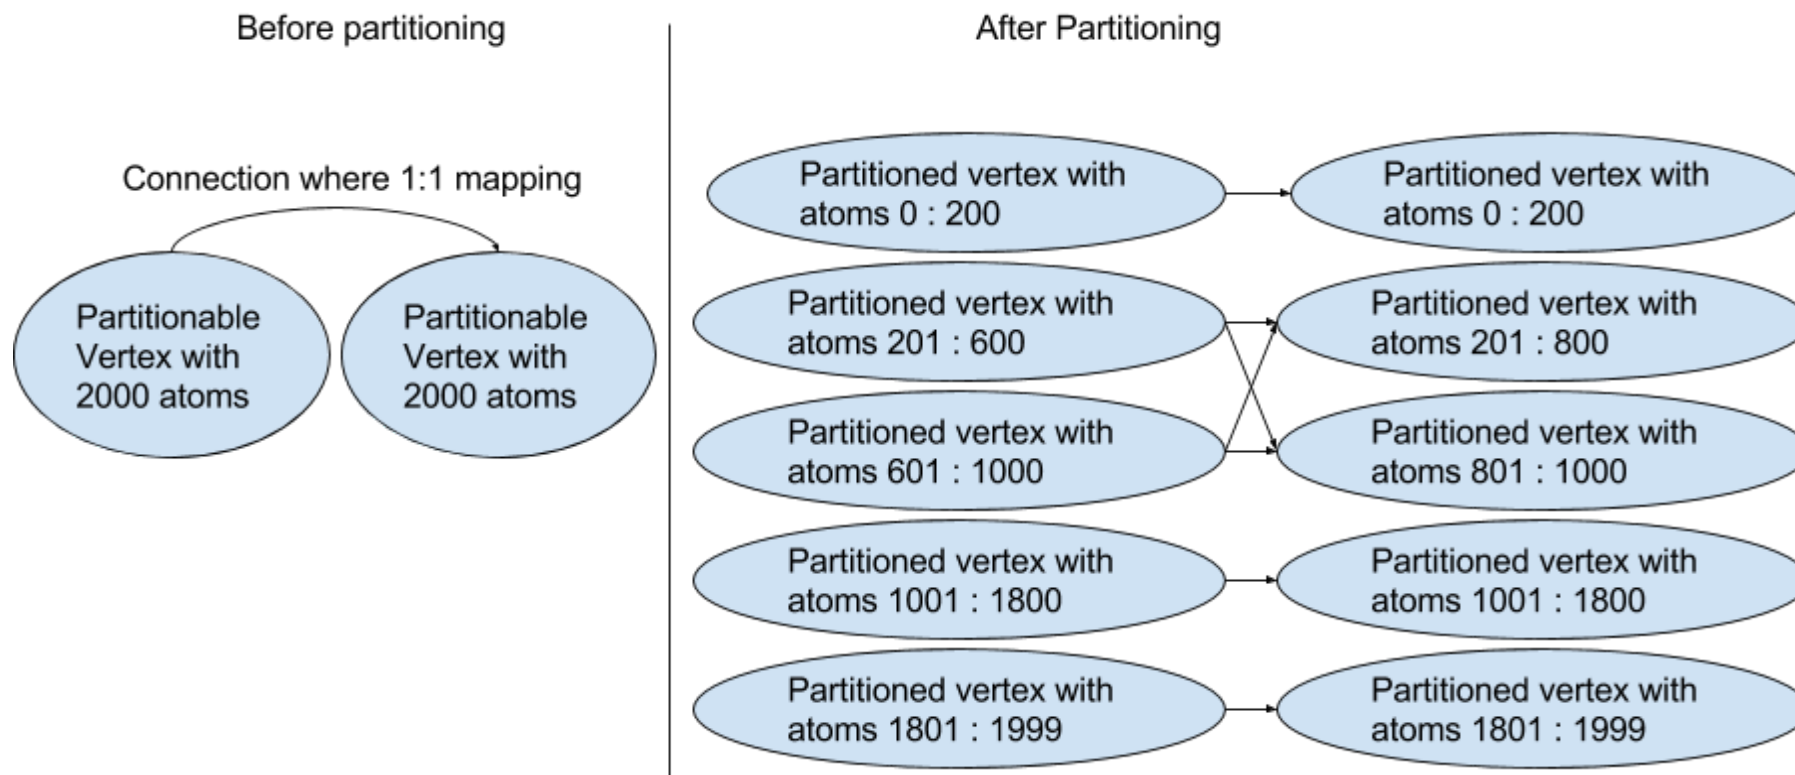 Before partitioning
After Partitioning
Connection where 1:1 mapping
Partitionable
Vertex with
2000 atoms
Partitionable
Vertex with
2000 atoms
Partitioned vertex with
atoms 0 : 200
Partitioned vertex with
atoms 0 : 200
Partitioned vertex with
atoms 201 : 600
Partitioned vertex with
atoms 201 : 800
Partitioned vertex with
atoms 601 : 1000
Partitioned vertex with
atoms 801 : 1000
Partitioned vertex with
atoms 1001 : 1800
Partitioned vertex with
atoms 1001 : 1800
Partitioned vertex with
atoms 1801 : 1999
Partitioned vertex with
atoms 1801 : 1999